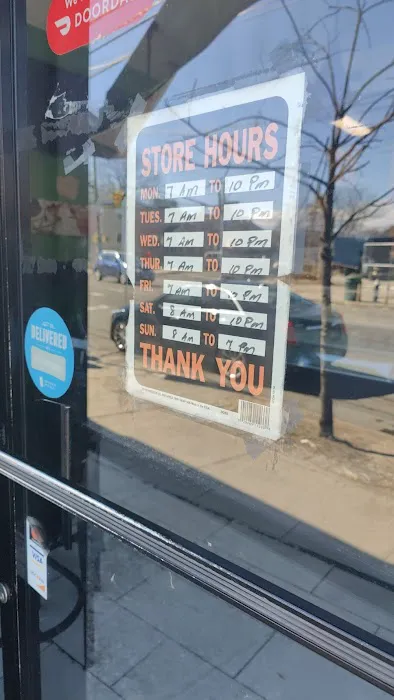 DOORDA
STORE HOURS
MON. 7 AM TO 10 PM
TUES. 7 AM TO 10 PM
WED. 7 AM TO 10 PM
THUR. 7 AM TO 10 PM
FRI. 7 AM TO PM
SAT. 8 AM TO 10 PM
SUN. 8 AM TO 9 PM
THANK YOU
DELIVERED
VISA